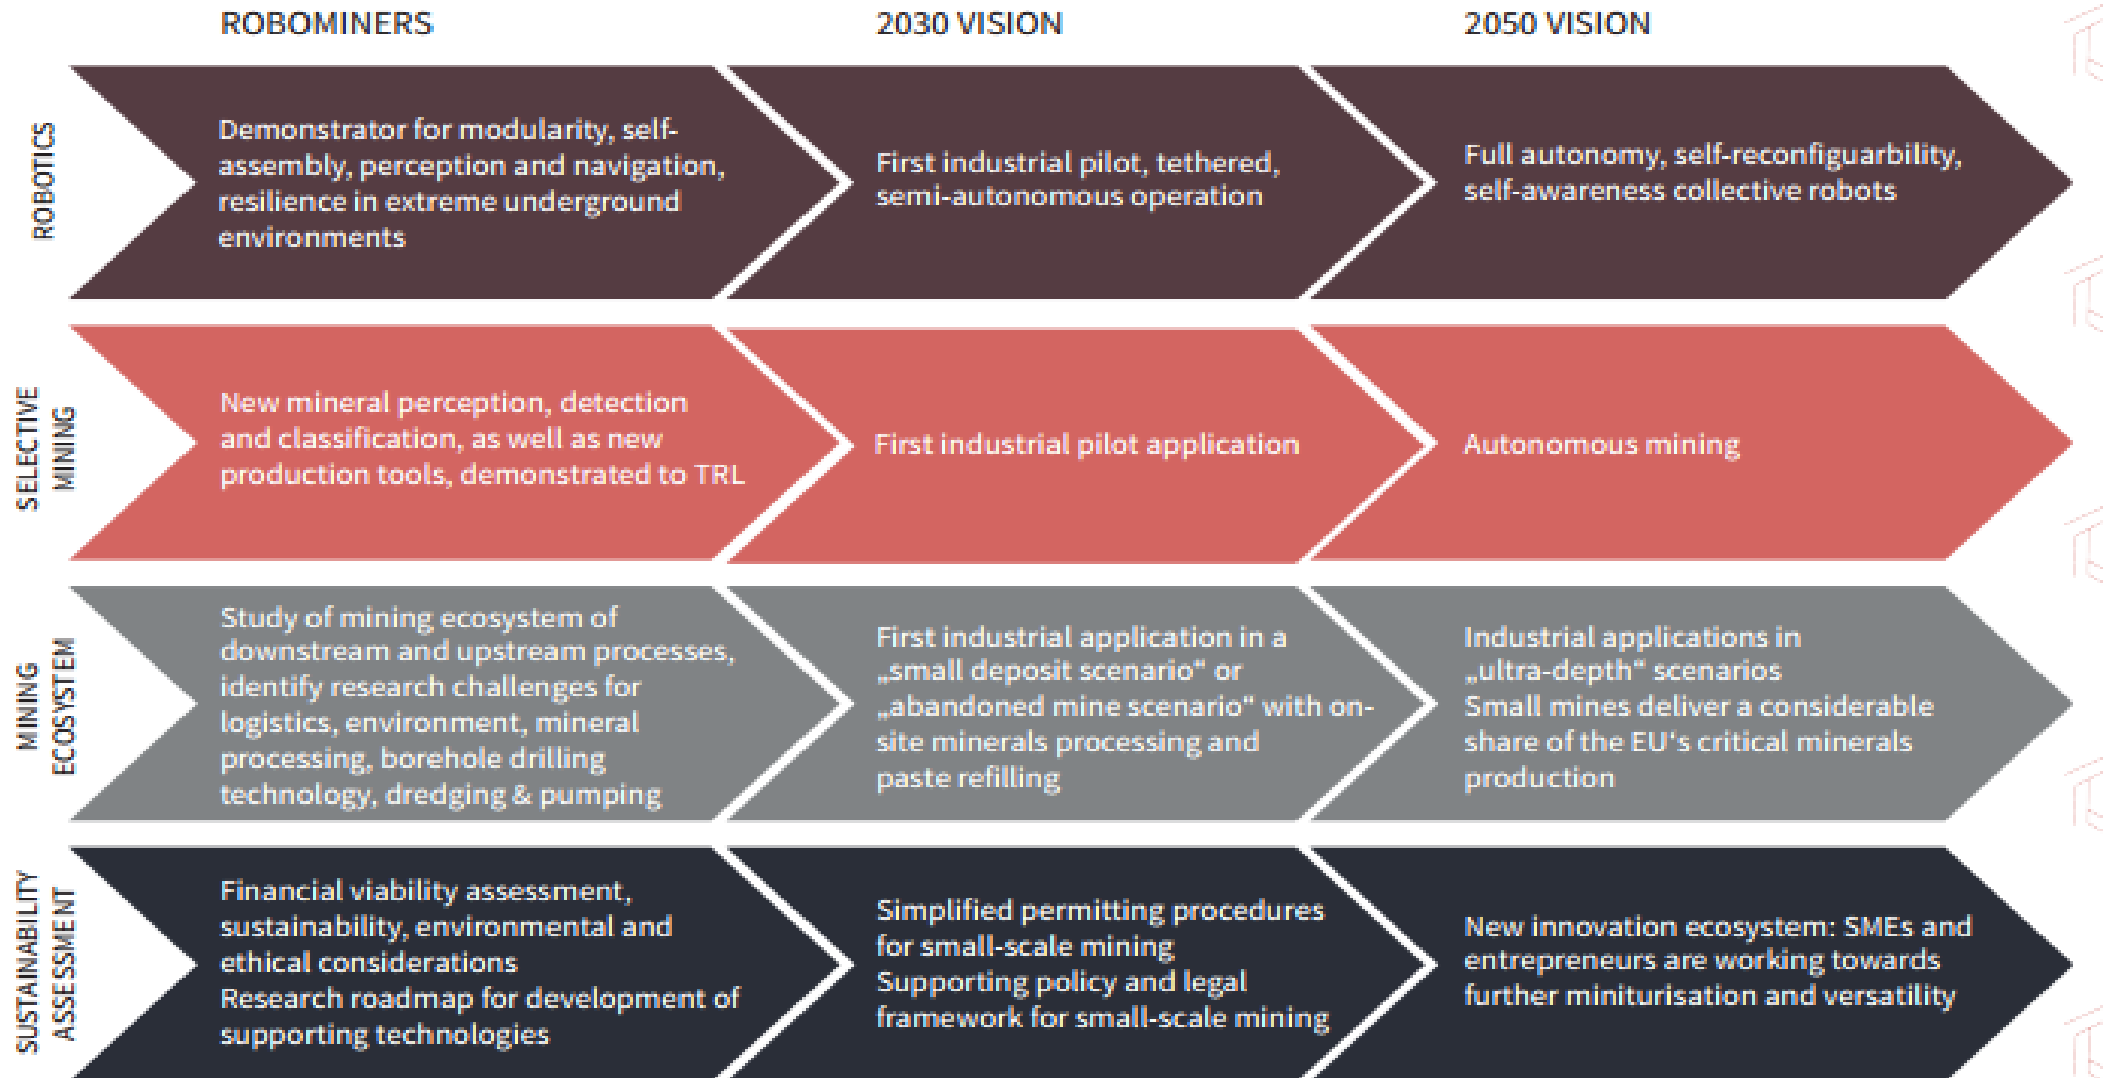 ROBOMINERS
2030 VISION
2050 VISION
ROBOTICS
Demonstrator for modularity, self-
assembly, perception and navigation,
resilience in extreme underground
environments
First industrial pilot, tethered,
semi-autonomous operation
Full autonomy, self-reconfiguarbility,
self-awareness collective robots
SELECTIVE
MINING
New mineral perception, detection
and classification, as well as new
production tools, demonstrated to TRL
First industrial pilot application
Autonomous mining
MINING
ECOSYSTEM
Study of mining ecosystem of
downstream and upstream processes,
identify research challenges for
logistics, environment, mineral
processing, borehole drilling
technology, dredging & pumping
First industrial application in a
„small deposit scenario“ or
„abandoned mine scenario“ with on-
site minerals processing and
paste refilling
Industrial applications in
„ultra-depth“ scenarios
Small mines deliver a considerable
share of the EU‘s critical minerals
production
SUSTAINABILITY
ASSESSMENT
Financial viability assessment,
sustainability, environmental and
ethical considerations
Research roadmap for development of
supporting technologies
Simplified permitting procedures
for small-scale mining
Supporting policy and legal
framework for small-scale mining
New innovation ecosystem: SMEs and
entrepreneurs are working towards
further miniturisation and versatility